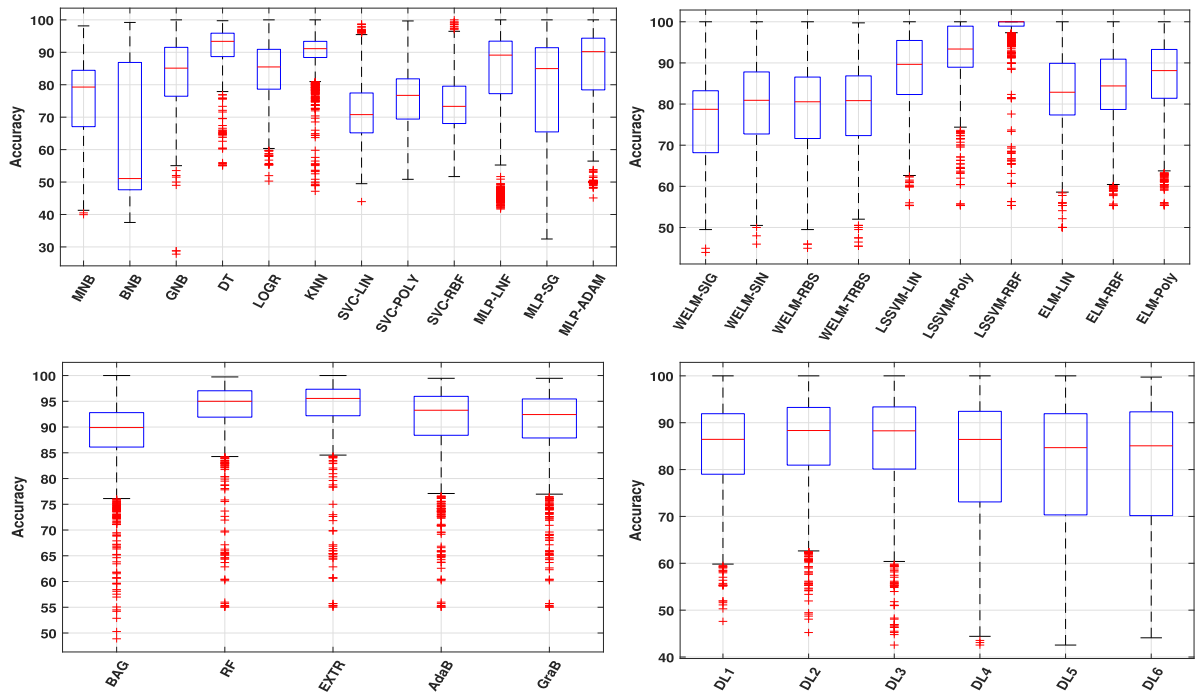 100
90
80
70
60
50
40
30
Accuracy
MNB
BNB
GNB
DT
LOGR
KNN
SVC-LIN
SVC-POLY
SVC-RBF
MLP-LNF
MLP-SG
MLP-ADAM
100
90
80
70
60
50
Accuracy
WELM-SIG
WELM-SIN
WELM-RBS
WELM-TRBS
LSSVM-LIN
LSSVM-Poly
LSSVM-RBF
ELM-LIN
ELM-RBF
ELM-Poly
100
95
90
85
80
75
70
65
60
55
50
Accuracy
BAG
RF
EXTR
AdaB
GraB
100
90
80
70
60
50
40
Accuracy
DL1
DL2
DL3
DL4
DL5
DL6